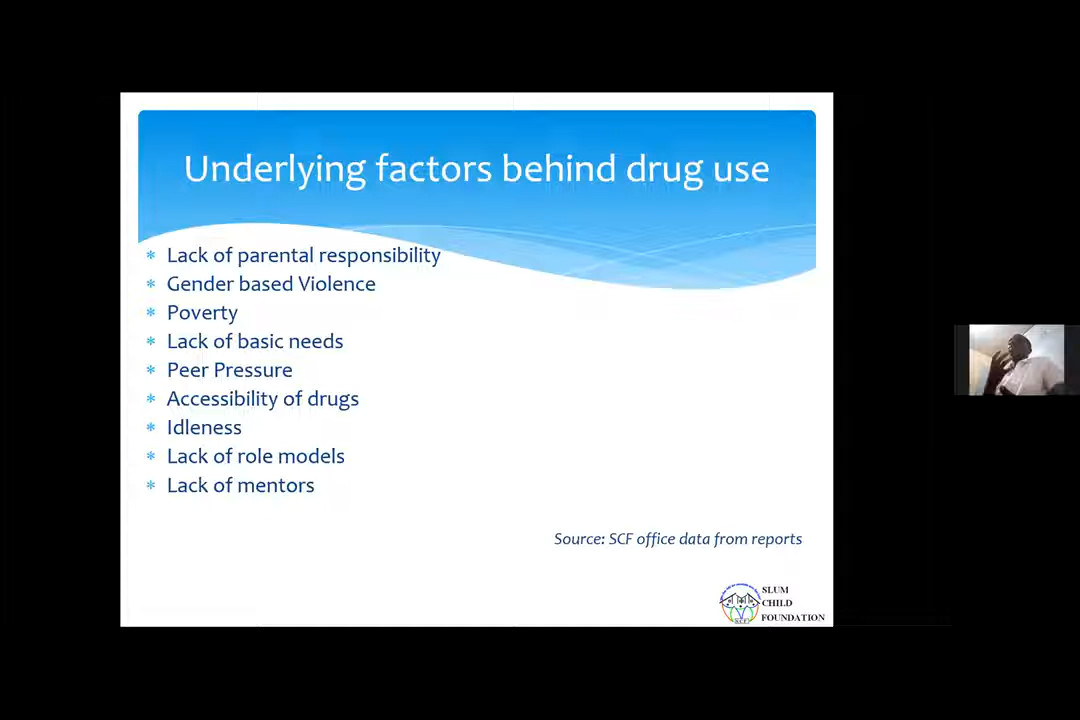 Underlying factors behind drug use
* Lack of parental responsibility
* Gender based Violence
* Poverty
* Lack of basic needs
* Peer Pressure
* Accessibility of drugs
* Idleness
* Lack of role models
* Lack of mentors
Source: SCF office data from reports
SLUM
CHILD
FOUNDATION